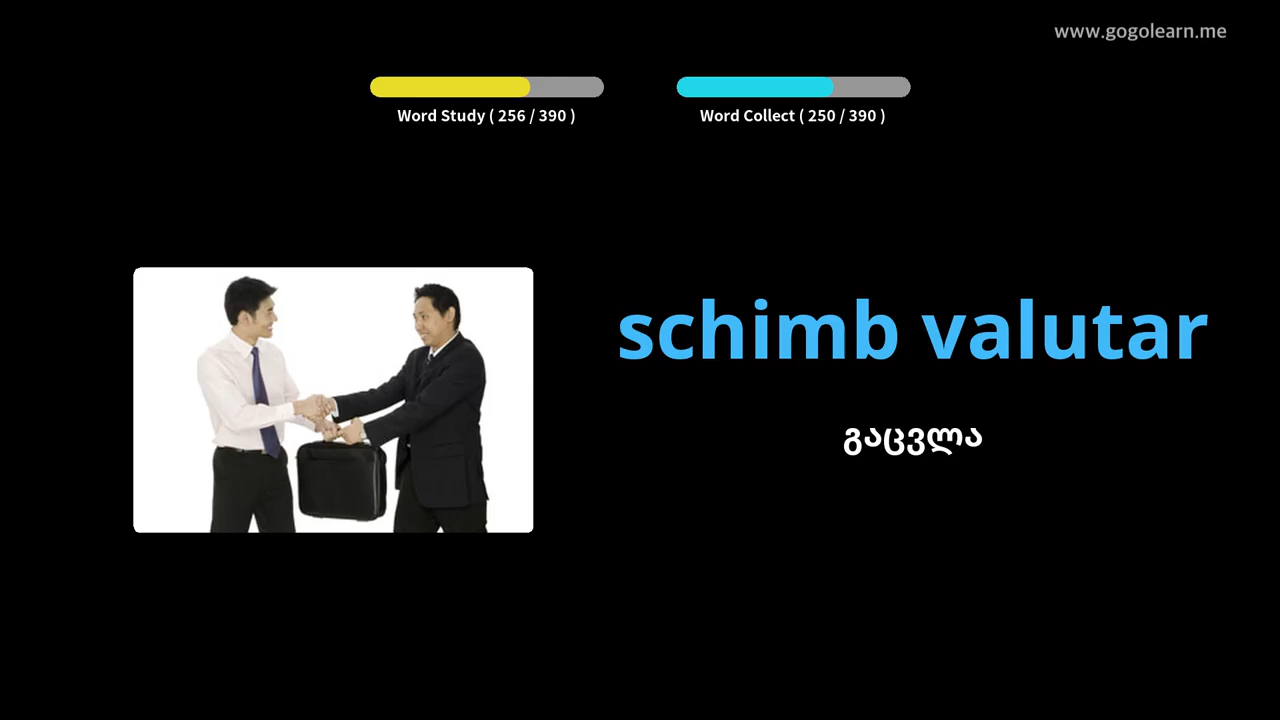 www.gogolearn.me
Word Study ( 256 / 390 )
Word Collect ( 250 / 390 )
schimb valutar
გაცვლა